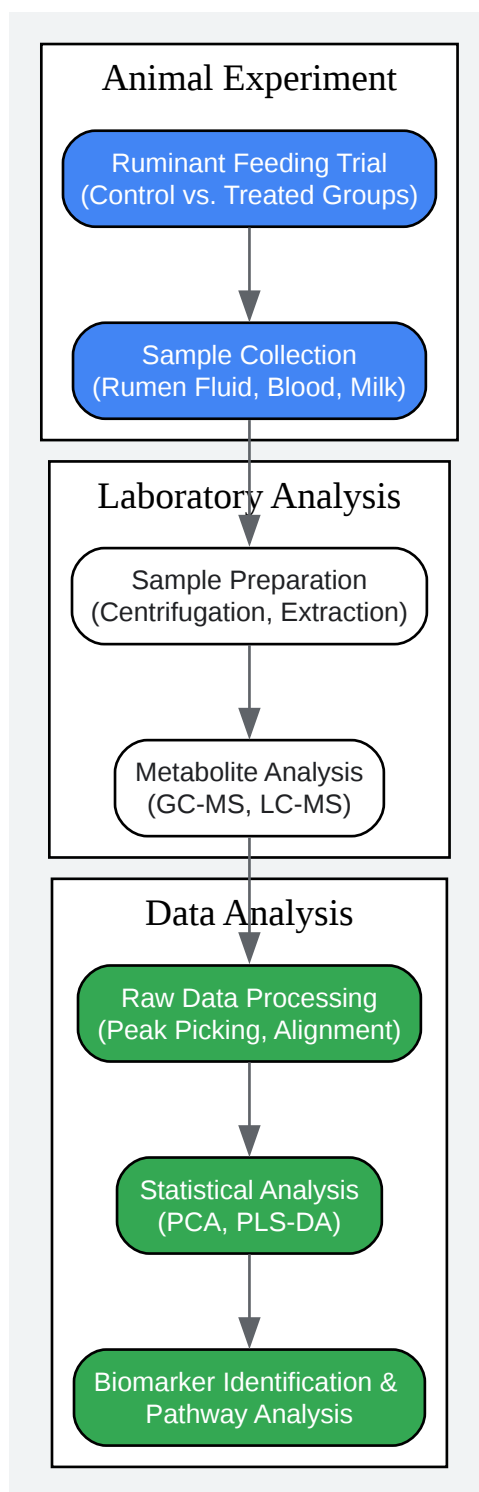 Animal Experiment
Ruminant Feeding Trial
(Control vs. Treated Groups)
Sample Collection
(Rumen Fluid, Blood, Milk)
Laboratory Analysis
Sample Preparation
(Centrifugation, Extraction)
Metabolite Analysis
(GC-MS, LC-MS)
Data Analysis
Raw Data Processing
(Peak Picking, Alignment)
Statistical Analysis
(PCA, PLS-DA)
Biomarker Identification &
Pathway Analysis